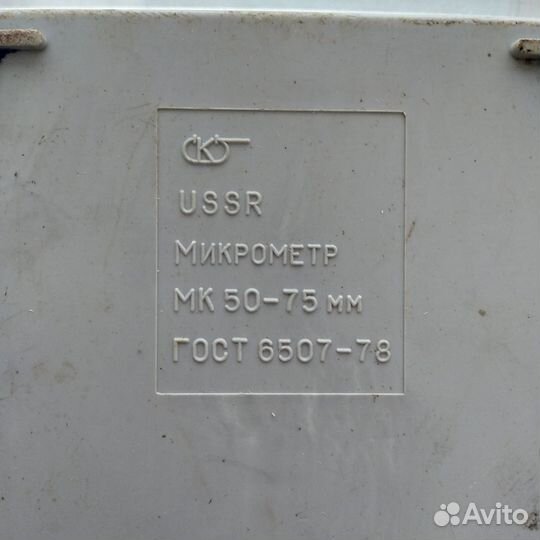 USSR
МИКРОМЕТР
МК 50-75 мм
ГОСТ 6507-78
Avito